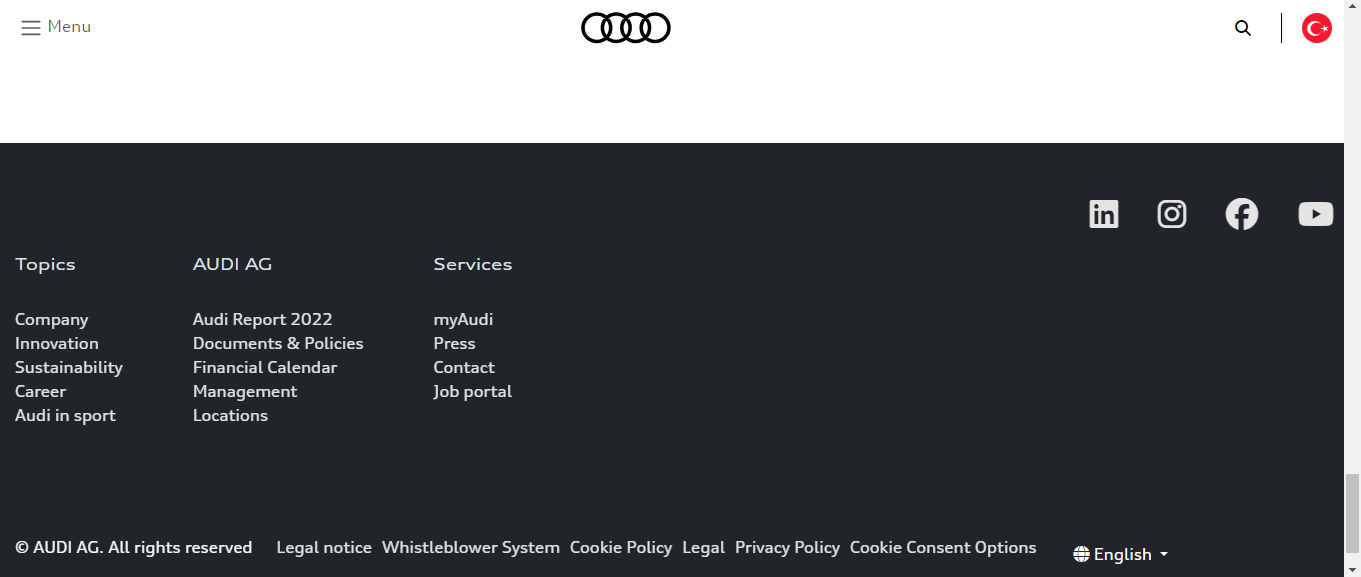 Menu
Topics
Company
Innovation
Sustainability
Career
Audi in sport
AUDI AG
Audi Report 2022
Documents & Policies
Financial Calendar
Management
Locations
Services
myAudi
Press
Contact
Job portal
© AUDI AG. All rights reserved Legal notice Whistleblower System Cookie Policy Legal Privacy Policy Cookie Consent Options English